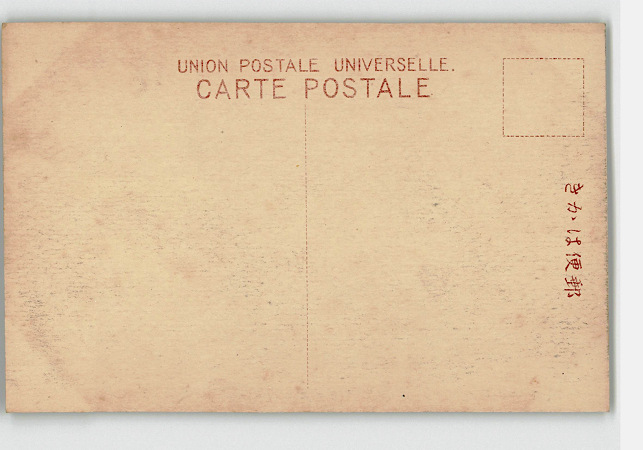 UNION POSTALE UNIVERSELLE.
CARTE POSTALE
きかは便郵